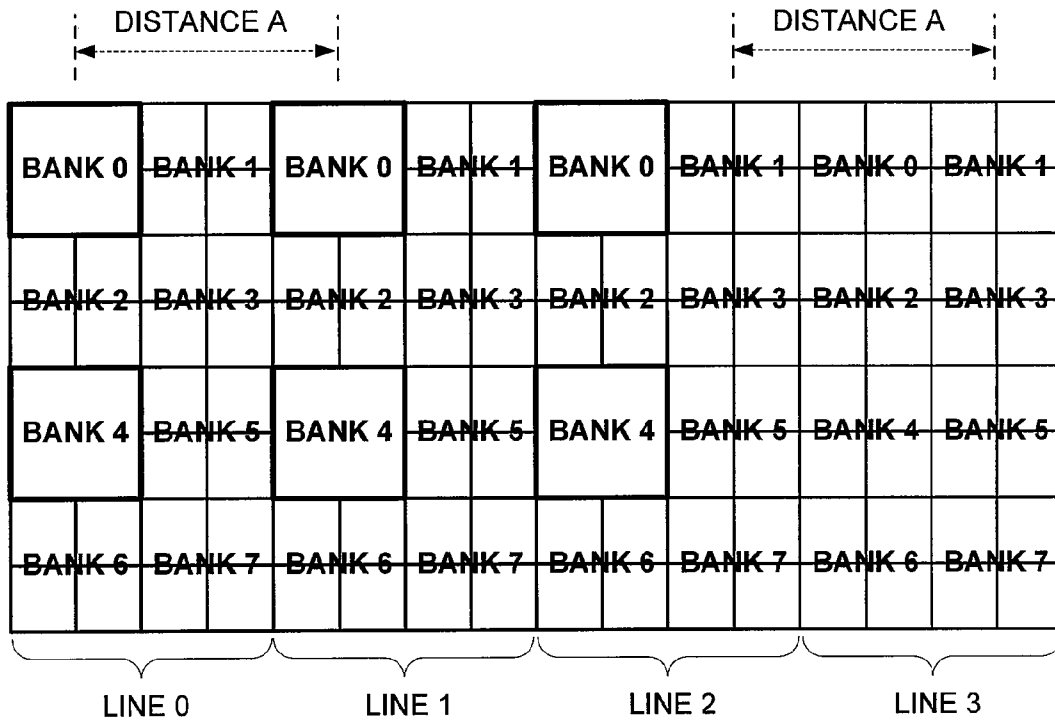 DISTANCE A DISTANCE A
BANK 0 BANK 1 BANK 0 BANK 1 BANK 0 BANK 1 BANK 0 BANK 1
BANK 2 BANK 3 BANK 2 BANK 3 BANK 2 BANK 3 BANK 2 BANK 3
BANK 4 BANK 5 BANK 4 BANK 5 BANK 4 BANK 5 BANK 4 BANK 5
BANK 6 BANK 7 BANK 6 BANK 7 BANK 6 BANK 7 BANK 6 BANK 7
LINE 0 LINE 1 LINE 2 LINE 3